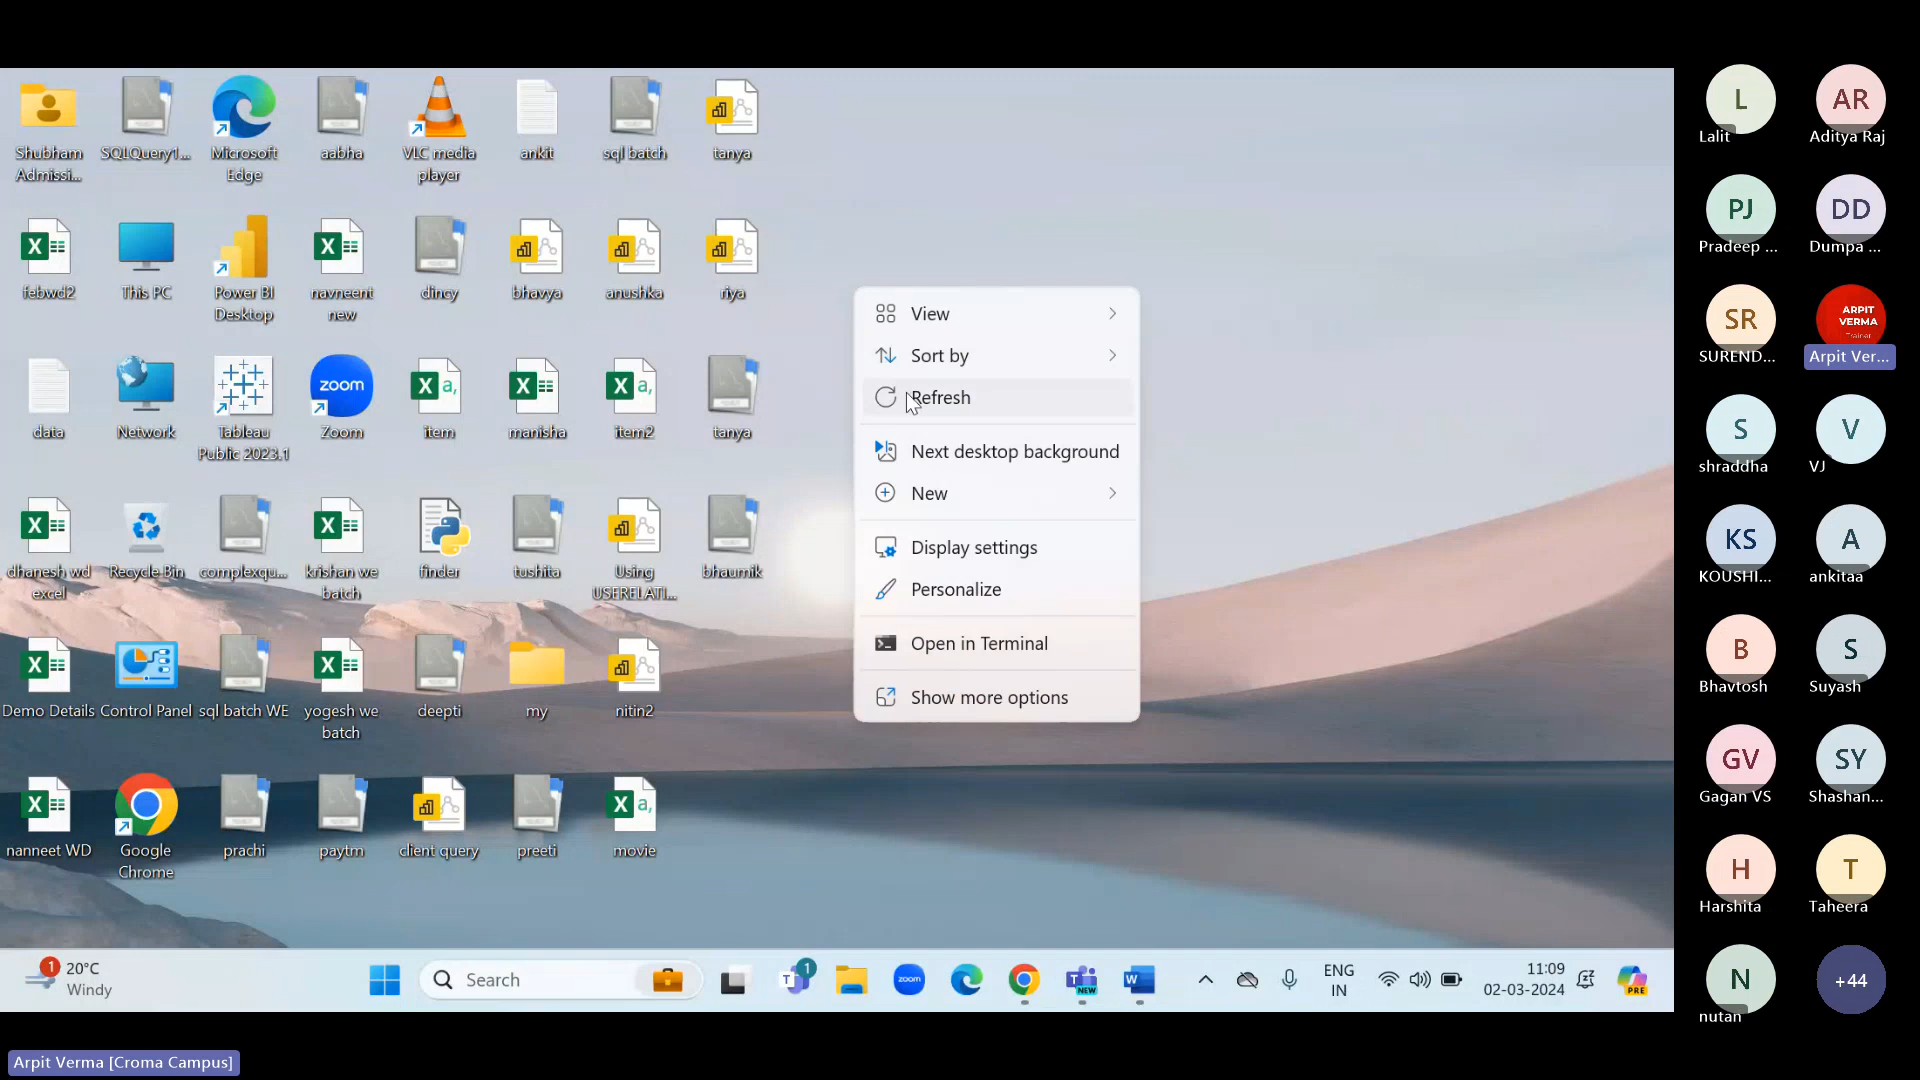 Shubham
Admissi...
SQLQuery1...
Microsoft
Edge
aabha
VLC media
player
ankit
sql batch
tanya
febwd2
This PC
Power BI
Desktop
navneent
new
dincy
bhavya
anushka
riya
data
Network
Tableau
Public 2023.1
zoom
Zoom
item
manisha
item2
tanya
dhanesh wd
excel
Recycle Bin
complexqu...
krishan we
batch
finder
tushita
Using
USERELATI...
bhaumik
Demo Details
Control Panel
sql batch WE
yogesh we
batch
deepti
my
nitin2
nanneet WD
Google
Chrome
prachi
paytm
client query
preeti
movie
View
Sort by
Refresh
Next desktop background
New
Display settings
Personalize
Open in Terminal
Show more options
1
20°C
Windy
Search
1
zoom
NEW
ENG
IN
11:09
02-03-2024
PRE
L
Lalit
AR
Aditya Raj
PJ
Pradeep ...
DD
Dumpa ...
SR
SUREND...
ARPIT
VERMA
Trainer
Arpit Ver...
S
shraddha
V
VJ
KS
KOUSHI...
A
ankitaa
B
Bhavtosh
S
Suyash
GV
Gagan VS
SY
Shashan...
H
Harshita
T
Taheera
N
nutan
+44
Arpit Verma [Croma Campus]